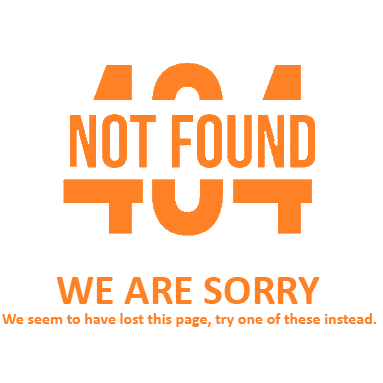 404
NOT FOUND
WE ARE SORRY
We seem to have lost this page, try one of these instead.